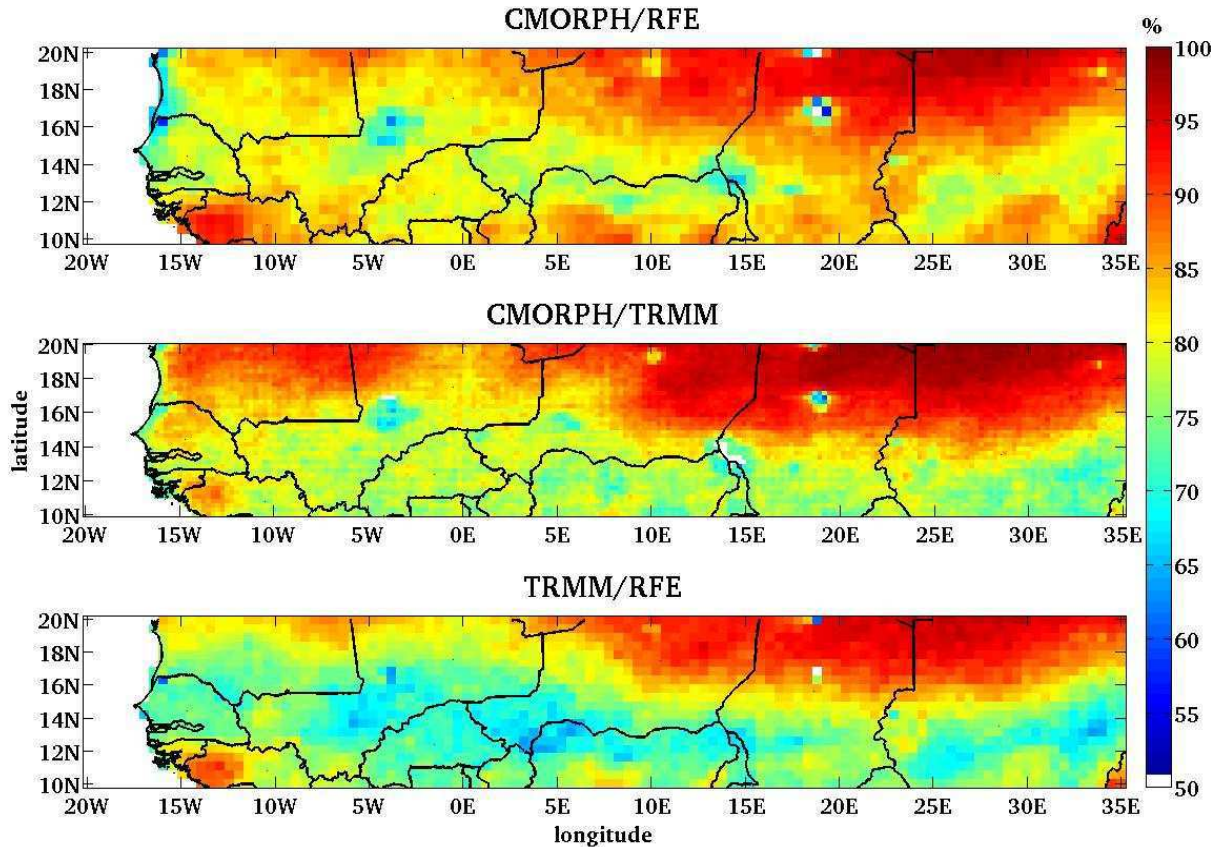 CMORPH/RFE
%
20N
18N
16N
14N
12N
10N
20W 15W 10W 5W 0E 5E 10E 15E 20E 25E 30E 35E
CMORPH/TRMM
20N
18N
16N
14N
12N
10N
20W 15W 10W 5W 0E 5E 10E 15E 20E 25E 30E 35E
TRMM/RFE
20N
18N
16N
14N
12N
10N
20W 15W 10W 5W 0E 5E 10E 15E 20E 25E 30E 35E
latitude
longitude
100
95
90
85
80
75
70
65
60
55
50